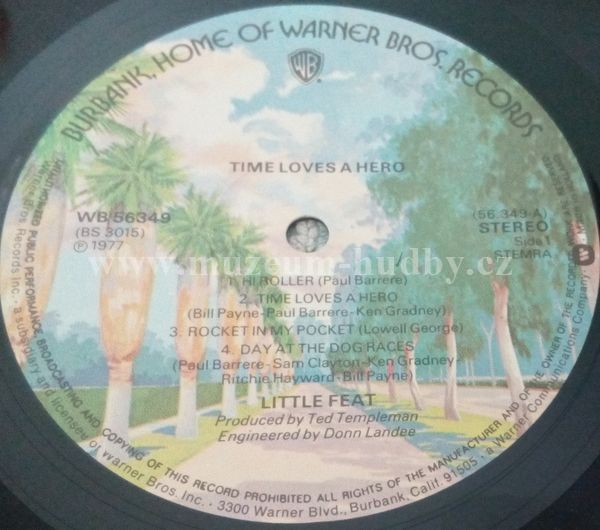 BURBANK, HOME OF WARNER BROS. RECORDS
WB
TIME LOVES A HERO
WB 56349
(BS 3015)
Ⓟ 1977
(56 349-A)
STEREO
Side 1
STEMRA
www.muzeum-hudby.cz
1. HI ROLLER (Paul Barrere)
2. TIME LOVES A HERO
(Bill Payne-Paul Barrere-Ken Gradney)
3. ROCKET IN MY POCKET (Lowell George)
4. DAY AT THE DOG RACES
(Paul Barrere-Sam Clayton-Ken Gradney-
Ritchie Hayward-Bill Payne)
LITTLE FEAT
Produced by Ted Templeman
Engineered by Donn Landee
PUBLIC PERFORMANCE BROADCASTING AND COPYING OF THIS RECORD PROHIBITED ALL RIGHTS OF THE MANUFACTURER AND OF THE OWNER OF THE RECORDED WORK
Warner Bros. Records Inc. • a subsidiary and licensee of Warner Bros. Inc. • 3300 Warner Blvd., Burbank, Calif. 91505 • a Warner Communications Company